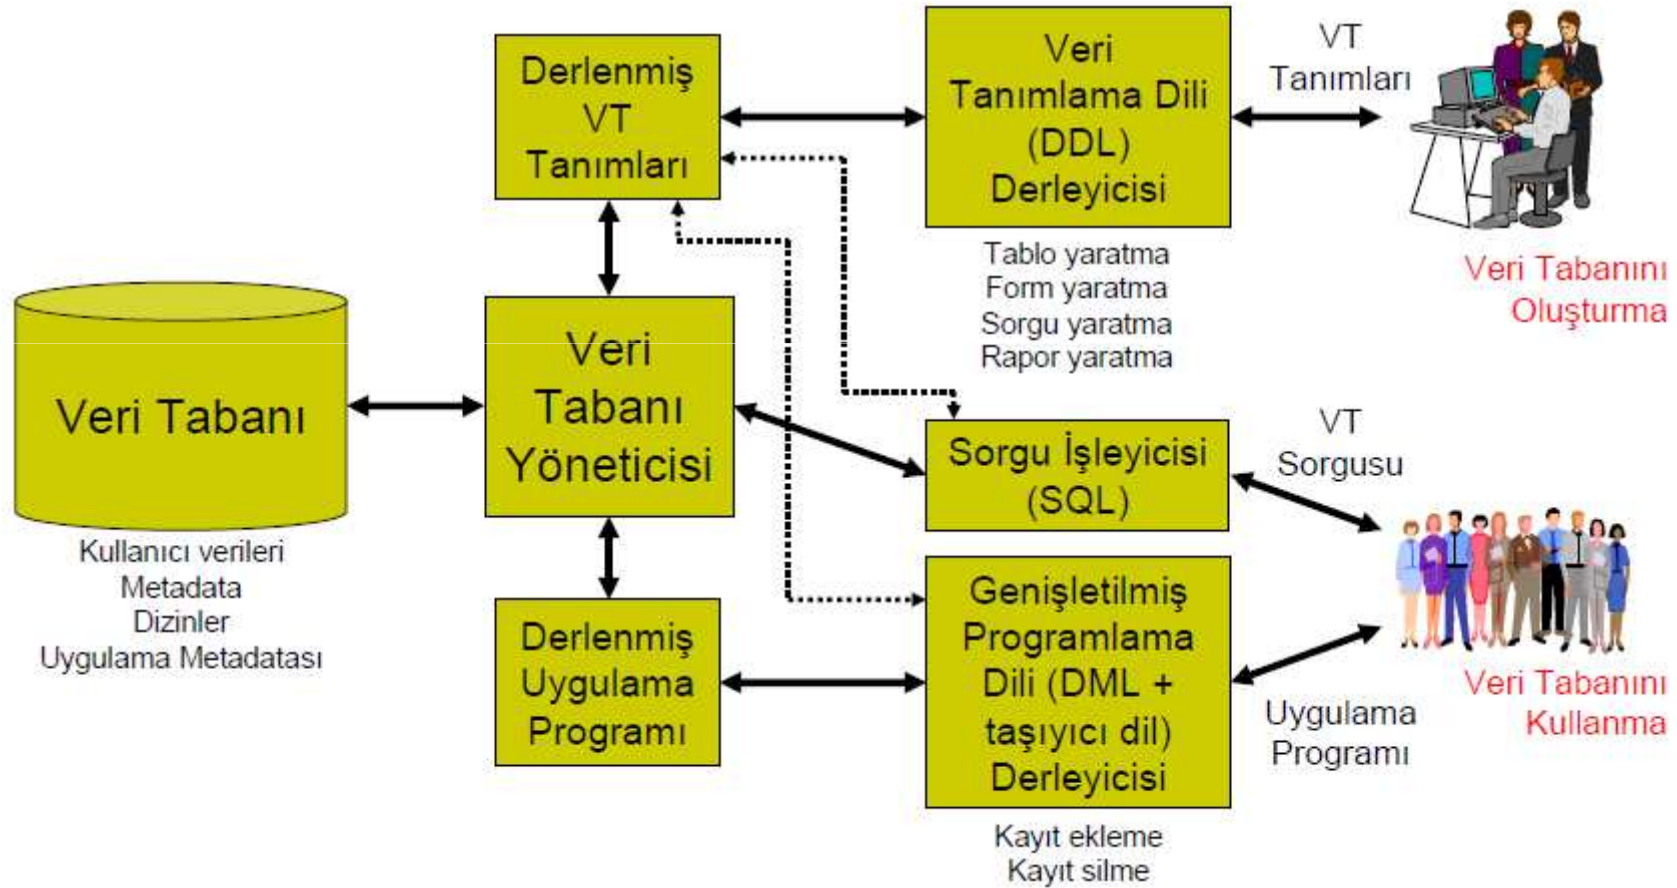 Derlenmiş
VT
Tanımları
Veri
Tanımlama Dili
(DDL)
Derleyicisi
VT
Tanımları
Tablo yaratma
Form yaratma
Sorgu yaratma
Rapor yaratma
Veri Tabanını
Oluşturma
Veri Tabanı
Kullanıcı verileri
Metadata
Dizinler
Uygulama Metadatası
Veri
Tabanı
Yöneticisi
Sorgu İşleyicisi
(SQL)
VT
Sorgusu
Derlenmiş
Uygulama
Programı
Genişletilmiş
Programlama
Dili (DML +
taşıyıcı dil)
Derleyicisi
Uygulama
Programı
Veri Tabanını
Kullanma
Kayıt ekleme
Kayıt silme